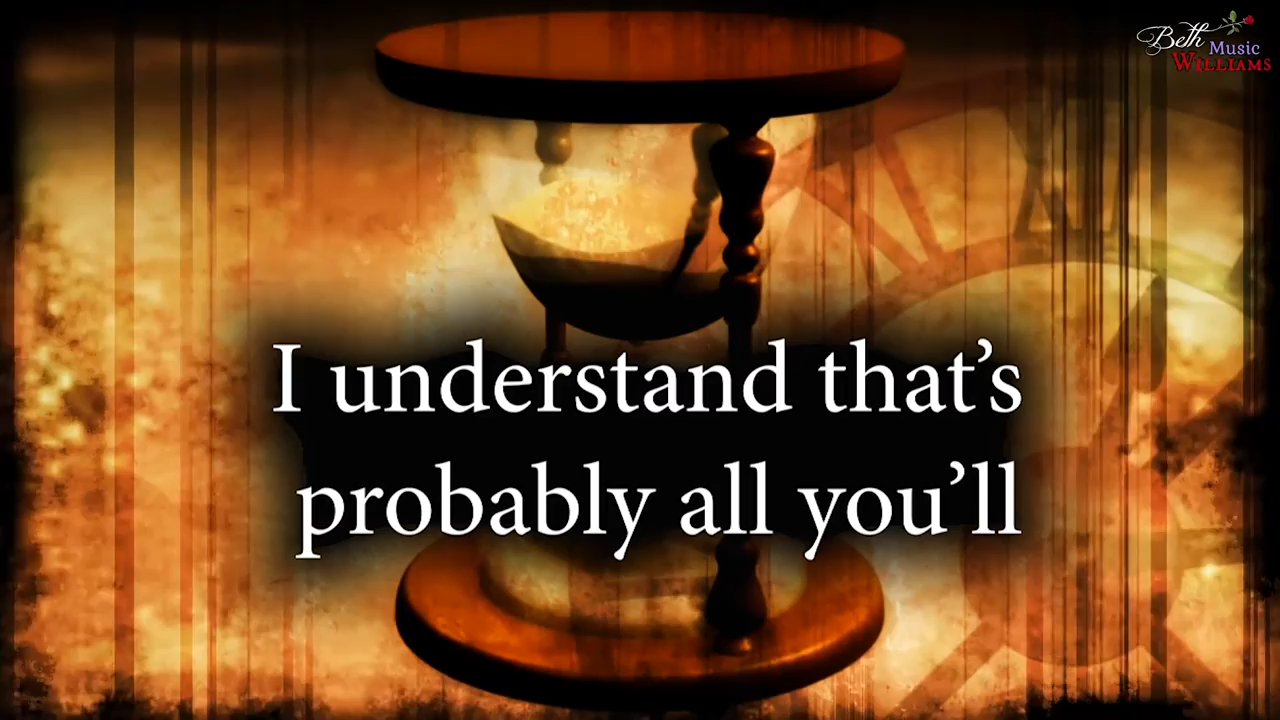 Beth Music
Williams
I understand that’s
probably all you’ll